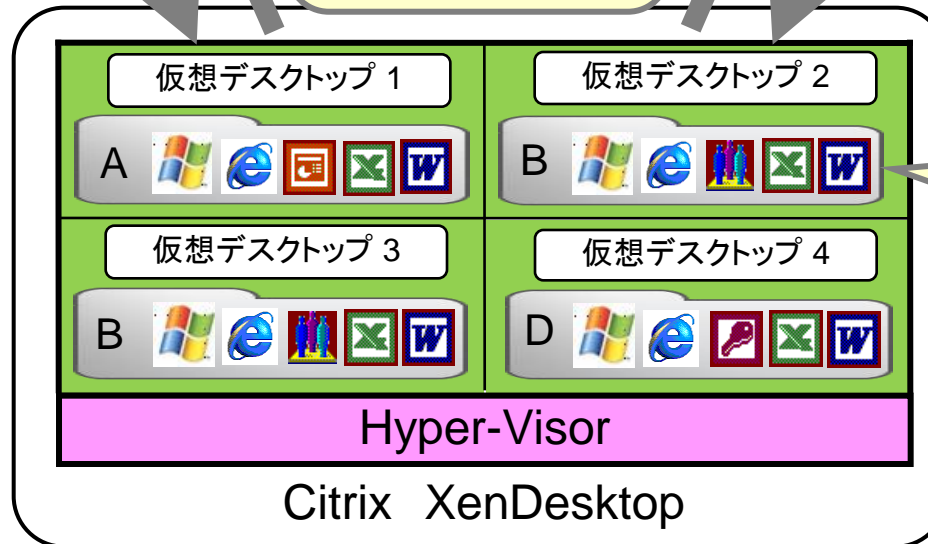 仮想デスクトップ 1
仮想デスクトップ 2
A
B
仮想デスクトップ 3
仮想デスクトップ 4
B
D
Hyper-Visor
Citrix XenDesktop